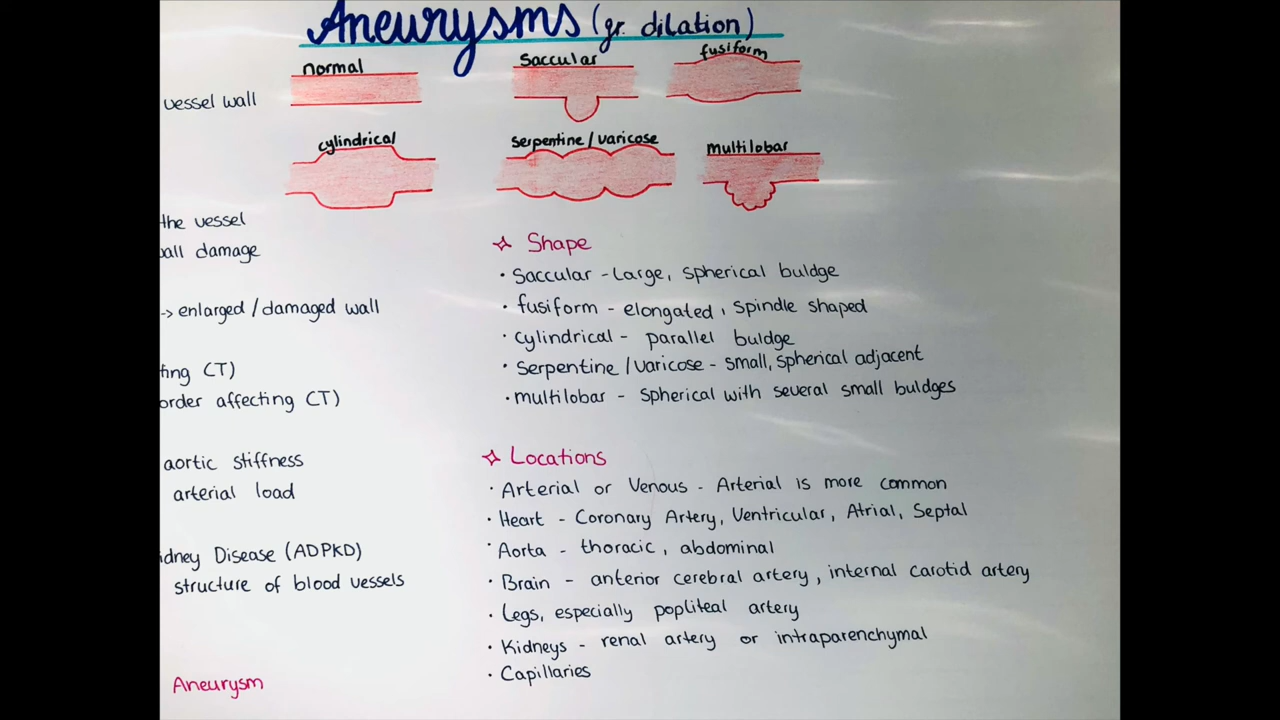 Aneurysms (gr. dilation)
normal
saccular
fusiform
cylindrical
serpentine / varicose
multilobar
vessel wall
the vessel
damage
-> enlarged / damaged wall
CT)
affecting CT)
aortic stiffness
arterial load
Disease (ADPKD)
structure of blood vessels
Aneurysm
✧ Shape
• Saccular - Large, spherical buldge
• fusiform - elongated, spindle shaped
• cylindrical - parallel buldge
• serpentine / varicose - small, spherical adjacent
• multilobar - spherical with several small buldges
✧ Locations
• Arterial or Venous - Arterial is more common
• Heart - Coronary Artery, Ventricular, Atrial, Septal
• Aorta - thoracic, abdominal
• Brain - anterior cerebral artery, internal carotid artery
• Legs, especially popliteal artery
• Kidneys - renal artery or intraparenchymal
• Capillaries